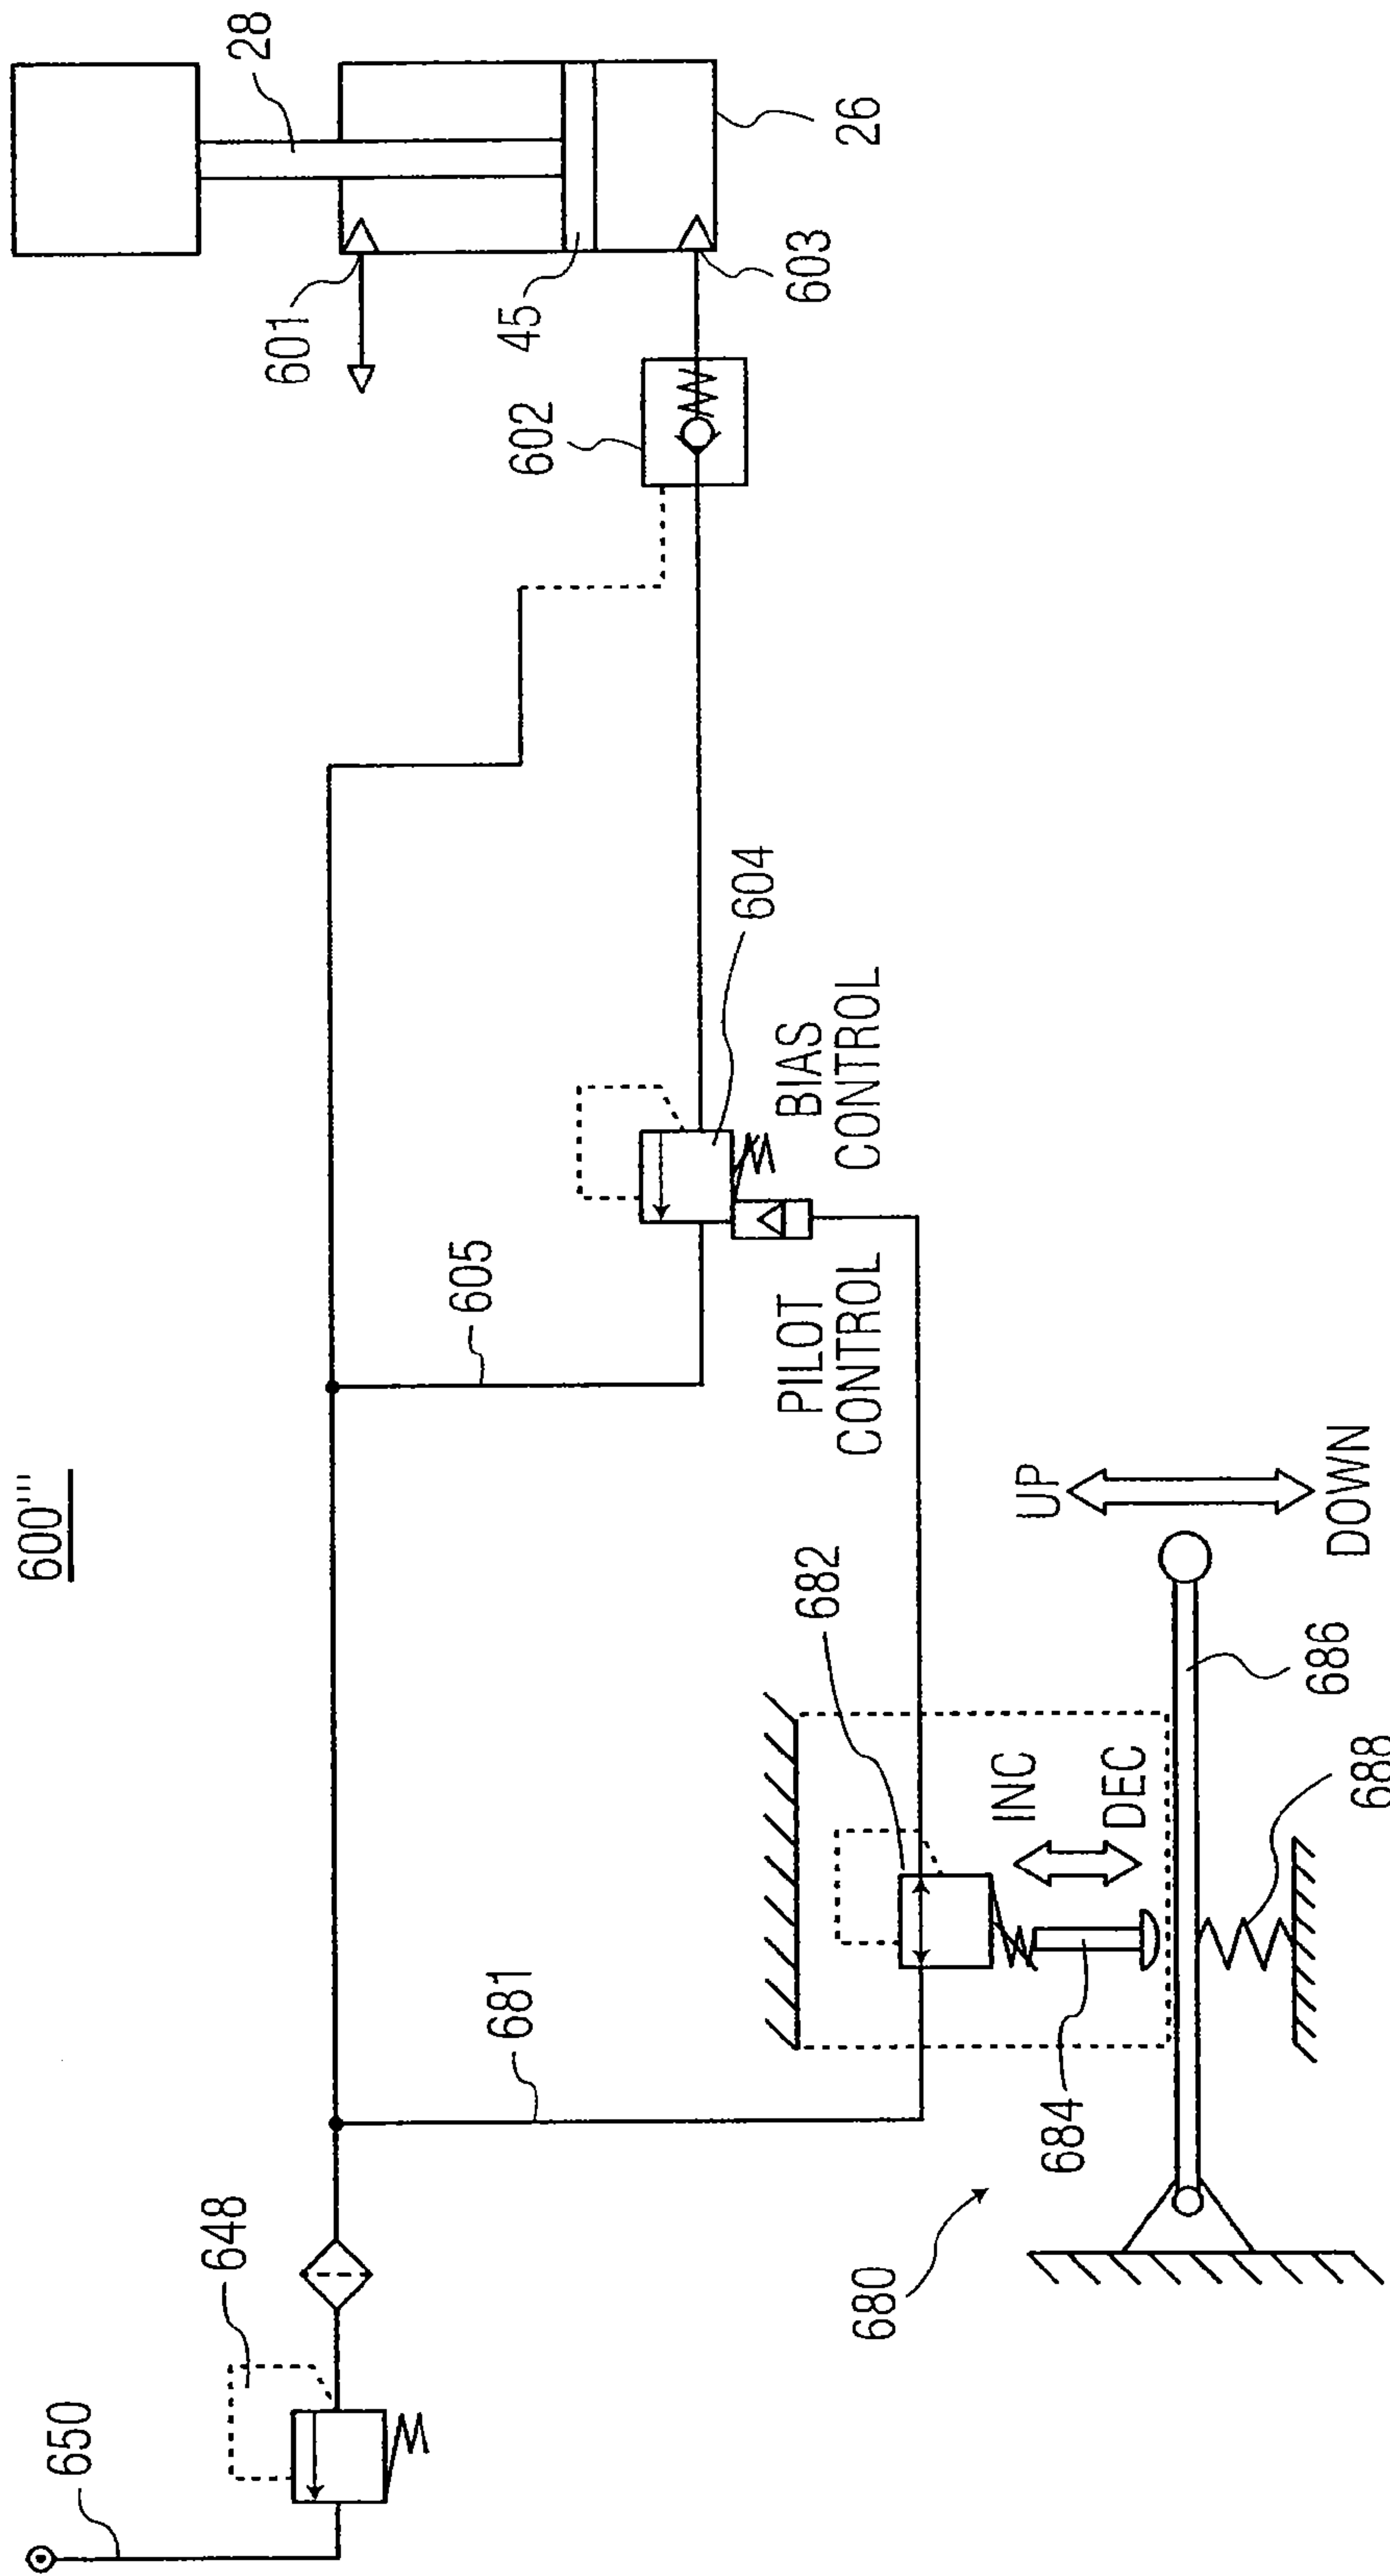 600'''
28
601
45
26
603
602
604
BIAS
CONTROL
605
PILOT
CONTROL
UP
DOWN
682
686
INC
DEC
688
681
684
680
648
650